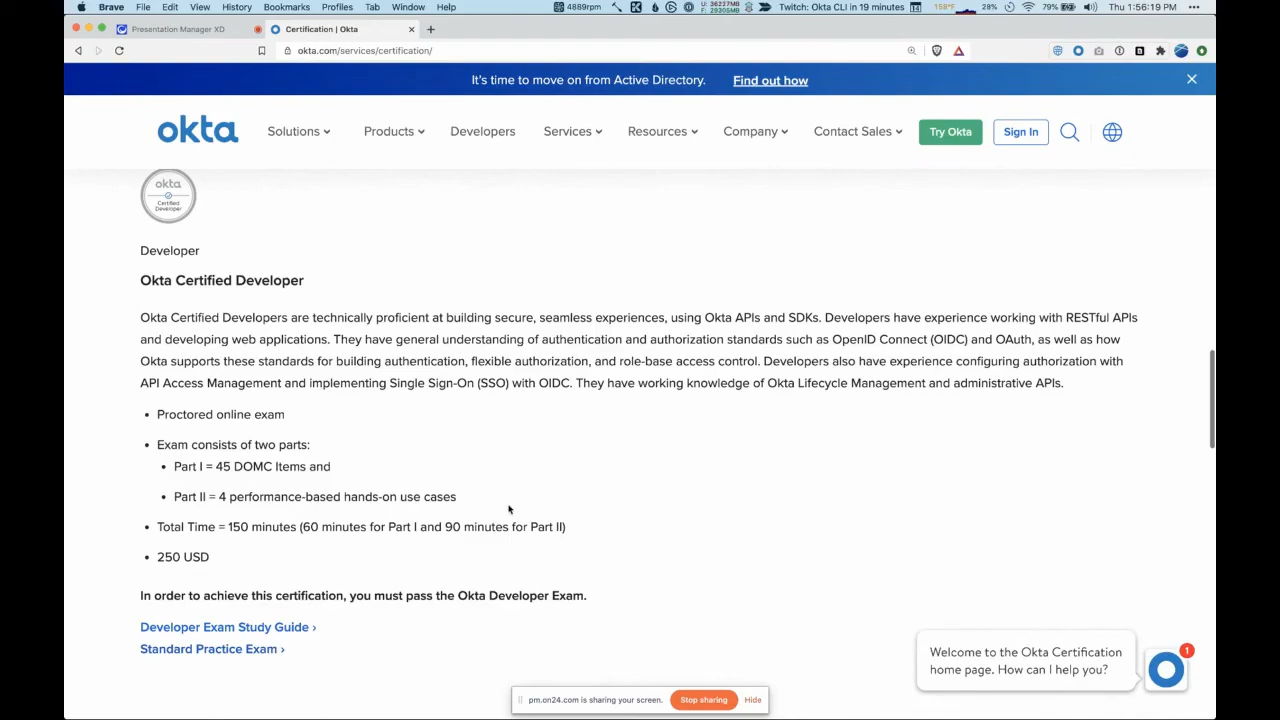 Brave File Edit View History Bookmarks Profiles Tab Window Help 4889rpm Twitch: Okta CLI in 19 minutes 158°F 28% 79% Thu 1:56:19 PM
Presentation Manager XD Certification | Okta
okta.com/services/certification/
It's time to move on from Active Directory. Find out how
okta Solutions Products Developers Services Resources Company Contact Sales Try Okta Sign In
okta
Certified
Developer
Developer
Okta Certified Developer
Okta Certified Developers are technically proficient at building secure, seamless experiences, using Okta APIs and SDKs. Developers have experience working with RESTful APIs
and developing web applications. They have general understanding of authentication and authorization standards such as OpenID Connect (OIDC) and OAuth, as well as how
Okta supports these standards for building authentication, flexible authorization, and role-base access control. Developers also have experience configuring authorization with
API Access Management and implementing Single Sign-On (SSO) with OIDC. They have working knowledge of Okta Lifecycle Management and administrative APIs.
• Proctored online exam
• Exam consists of two parts:
• Part I = 45 DOMC Items and
• Part II = 4 performance-based hands-on use cases
• Total Time = 150 minutes (60 minutes for Part I and 90 minutes for Part II)
• 250 USD
In order to achieve this certification, you must pass the Okta Developer Exam.
Developer Exam Study Guide ›
Standard Practice Exam ›
Welcome to the Okta Certification
home page. How can I help you?
1
pm.on24.com is sharing your screen. Stop sharing Hide